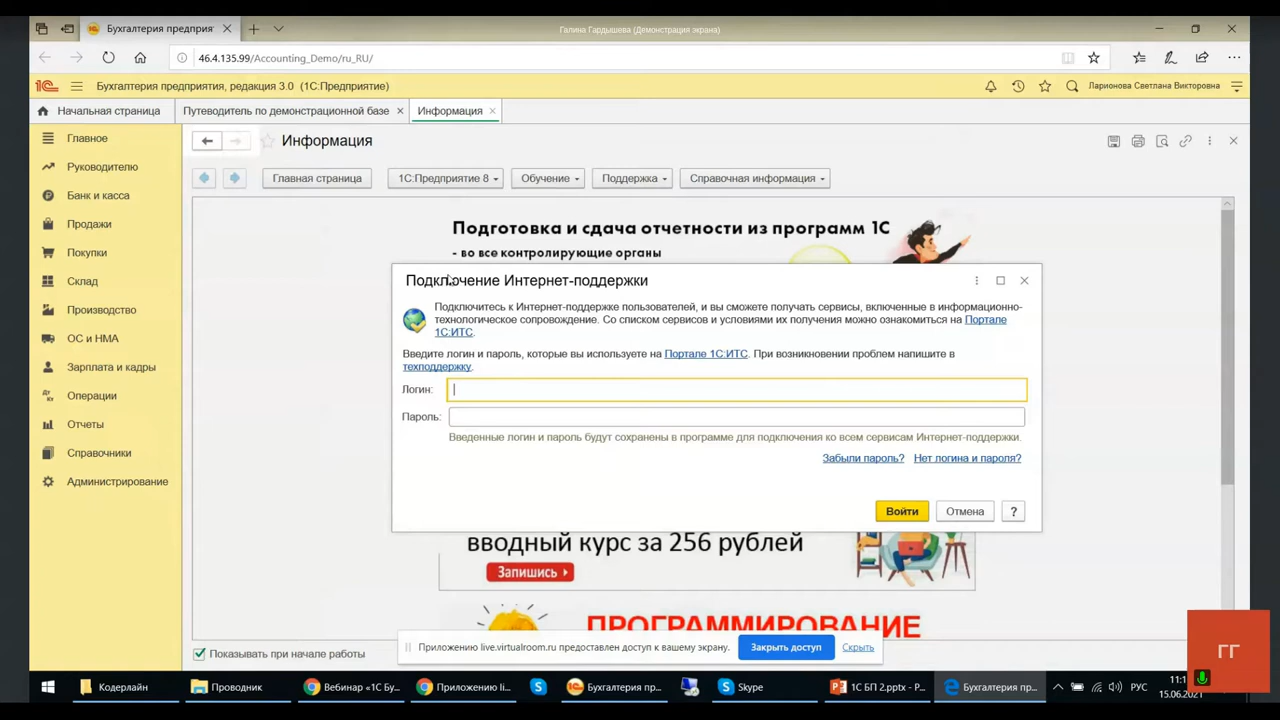 Бухгалтерия предприят
Галина Гардышева (Демонстрация экрана)
46.4.135.99/Accounting_Demo/ru_RU/
1С Бухгалтерия предприятия, редакция 3.0 (1С:Предприятие)
Ларионова Светлана Викторовна
Начальная страница
Путеводитель по демонстрационной базе
Информация
Главное
Руководителю
Банк и касса
Продажи
Покупки
Склад
Производство
ОС и НМА
Зарплата и кадры
Операции
Отчеты
Справочники
Администрирование
Информация
Главная страница
1С:Предприятие 8
Обучение
Поддержка
Справочная информация
Подготовка и сдача отчетности из программ 1С
- во все контролирующие органы
Подключение Интернет-поддержки
Подключитесь к Интернет-поддержке пользователей, и вы сможете получать сервисы, включенные в информационно-
технологическое сопровождение. Со списком сервисов и условиями их получения можно ознакомиться на Портале
1С:ИТС.
Введите логин и пароль, которые вы используете на Портале 1С:ИТС. При возникновении проблем напишите в
техподдержку.
Логин:
Пароль:
Введенные логин и пароль будут сохранены в программе для подключения ко всем сервисам Интернет-поддержки.
Забыли пароль? Нет логина и пароля?
Войти
Отмена
?
вводный курс за 256 рублей
Запишись
ПРОГРАММИРОВАНИЕ
Приложению live.virtualroom.ru предоставлен доступ к вашему экрану.
Закрыть доступ
Скрыть
Показывать при начале работы
ГГ
Кодерлайн
Проводник
Вебинар «1С Бу...
Приложению li...
Бухгалтерия пр...
Skype
1С БП 2.pptx - P...
Бухгалтерия пр...
РУС
15.06.202